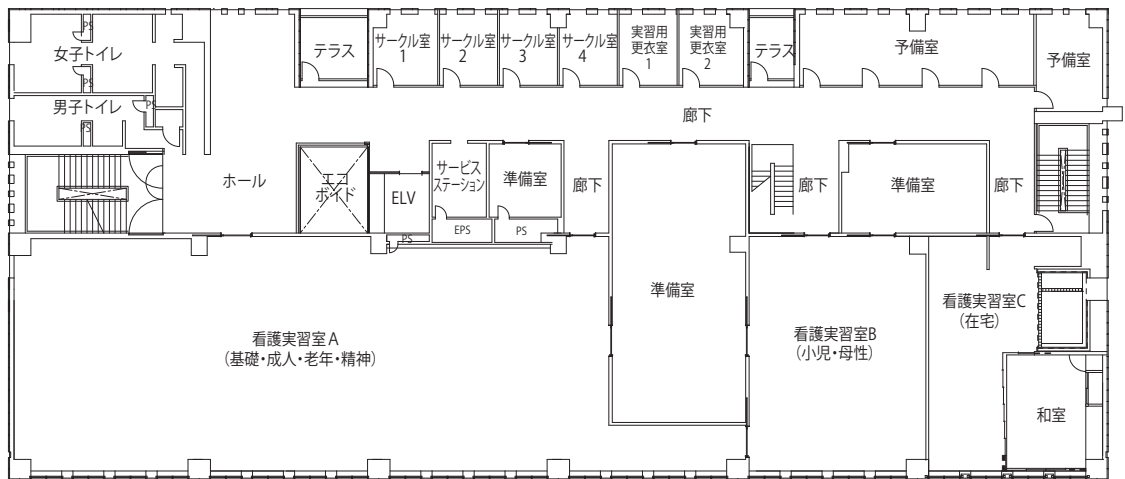 PS
女子トイレ
PS
男子トイレ
PS
PS
テラス
サークル室
1
サークル室
2
サークル室
3
サークル室
4
実習用
更衣室
1
実習用
更衣室
2
テラス
予備室
予備室
廊下
ホール
エコ
ボイド
ELV
サービス
ステーション
準備室
廊下
廊下
準備室
廊下
PS
EPS
PS
準備室
看護実習室A
(基礎・成人・老年・精神)
看護実習室B
(小児・母性)
看護実習室C
(在宅)
和室